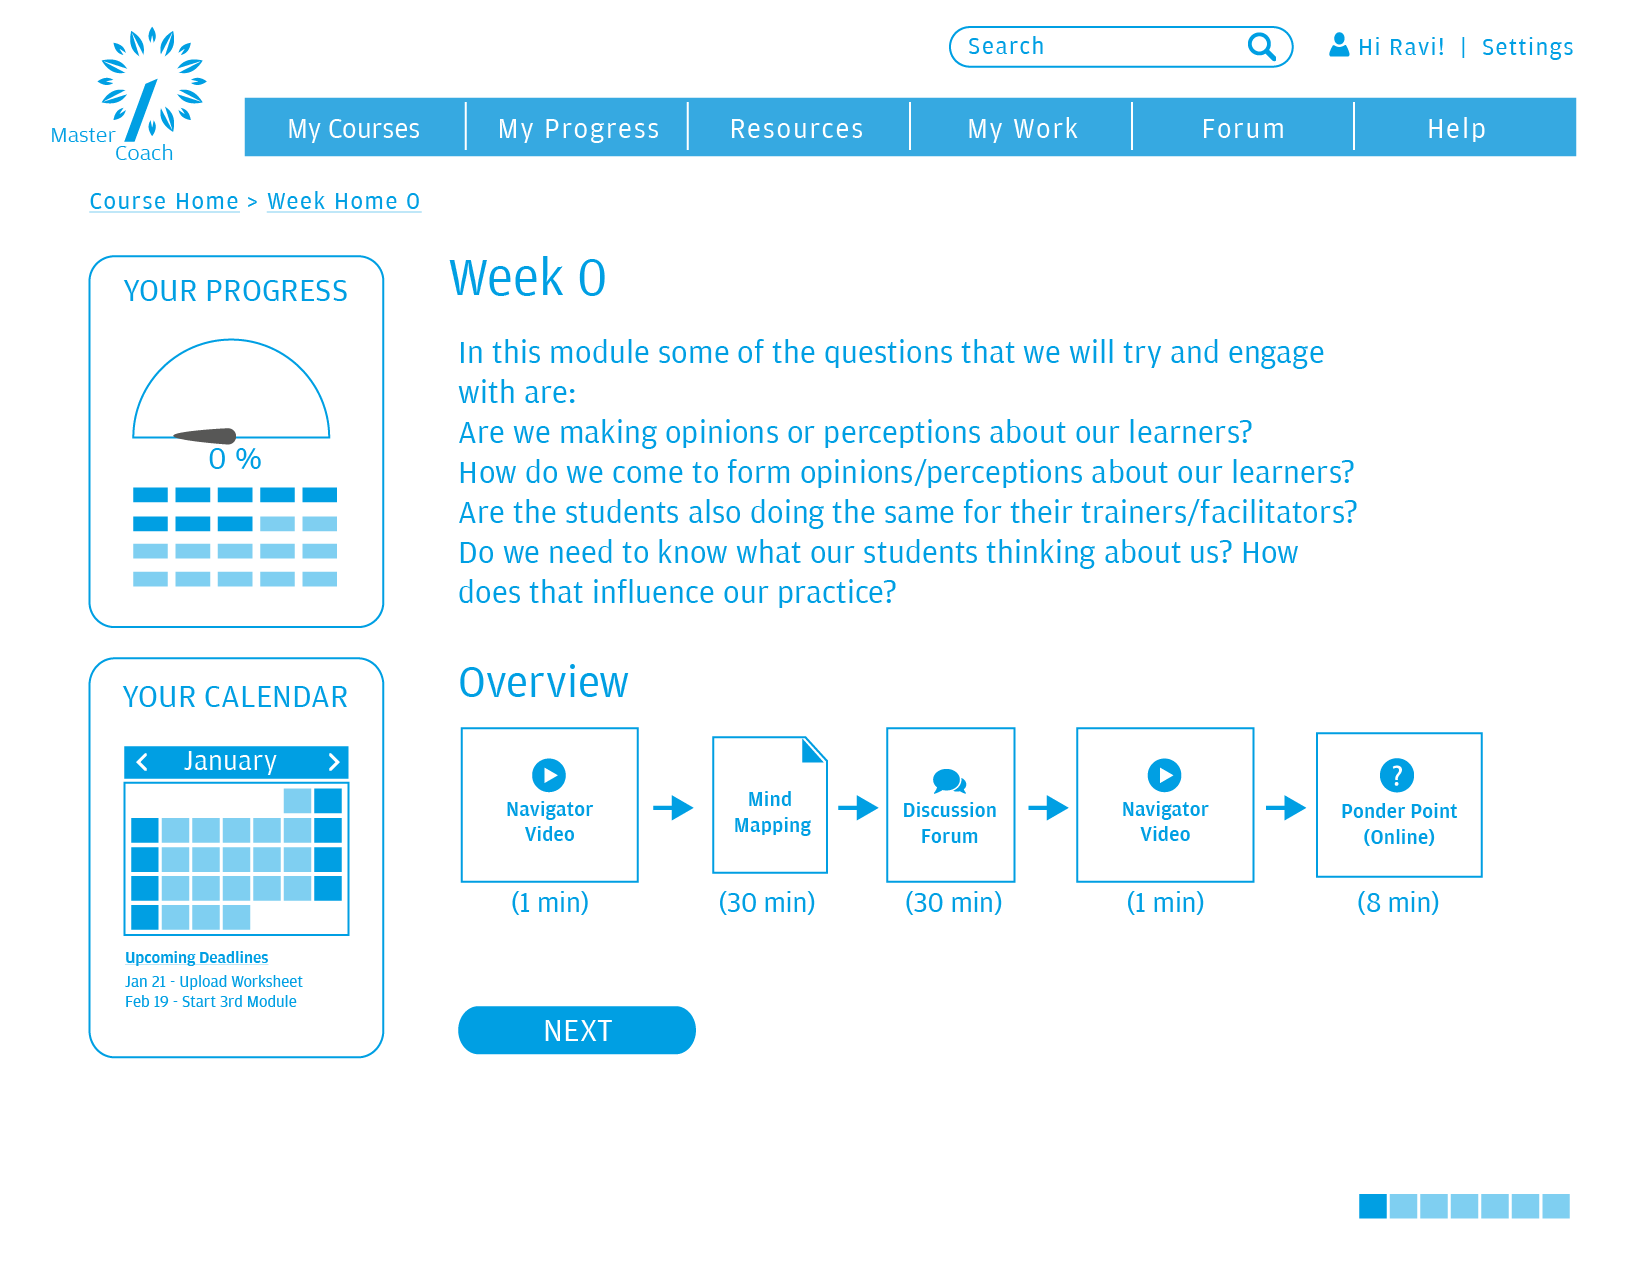 Master
Coach
Search
Hi Ravi! | Settings
My Courses
My Progress
Resources
My Work
Forum
Help
Course Home > Week Home 0
YOUR PROGRESS
0 %
YOUR CALENDAR
January
Upcoming Deadlines
Jan 21 - Upload Worksheet
Feb 19 - Start 3rd Module
Week 0
In this module some of the questions that we will try and engage
with are:
Are we making opinions or perceptions about our learners?
How do we come to form opinions/perceptions about our learners?
Are the students also doing the same for their trainers/facilitators?
Do we need to know what our students thinking about us? How
does that influence our practice?
Overview
Navigator
Video
(1 min)
Mind
Mapping
(30 min)
Discussion
Forum
(30 min)
Navigator
Video
(1 min)
?
Ponder Point
(Online)
(8 min)
NEXT